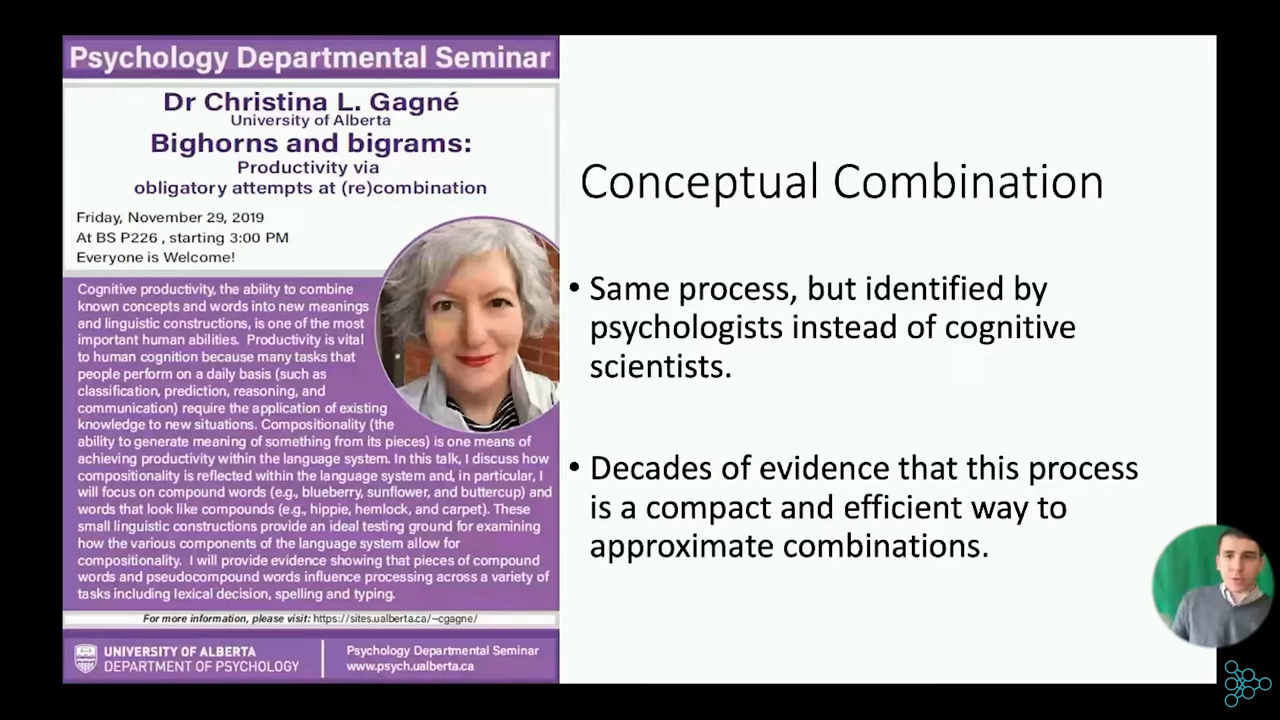 Psychology Departmental Seminar
Dr Christina L. Gagné
University of Alberta
Bighorns and bigrams:
Productivity via
obligatory attempts at (re)combination
Friday, November 29, 2019
At BS P226 , starting 3:00 PM
Everyone is Welcome!
Cognitive productivity, the ability to combine
known concepts and words into new meanings
and linguistic constructions, is one of the most
important human abilities. Productivity is vital
to human cognition because many tasks that
people perform on a daily basis (such as
classification, prediction, reasoning, and
communication) require the application of existing
knowledge to new situations. Compositionality (the
ability to generate meaning of something from its pieces) is one means of
achieving productivity within the language system. In this talk, I discuss how
compositionality is reflected within the language system and, in particular, I
will focus on compound words (e.g., blueberry, sunflower, and buttercup) and
words that look like compounds (e.g., hippie, hemlock, and carpet). These
small linguistic constructions provide an ideal testing ground for examining
how the various components of the language system allow for
compositionality. I will provide evidence showing that pieces of compound
words and pseudocompound words influence processing across a variety of
tasks including lexical decision, spelling and typing.
For more information, please visit: https://sites.ualberta.ca/~cgagne/
UNIVERSITY OF ALBERTA
DEPARTMENT OF PSYCHOLOGY
Psychology Departmental Seminar
www.psych.ualberta.ca
Conceptual Combination
• Same process, but identified by
psychologists instead of cognitive
scientists.
• Decades of evidence that this process
is a compact and efficient way to
approximate combinations.